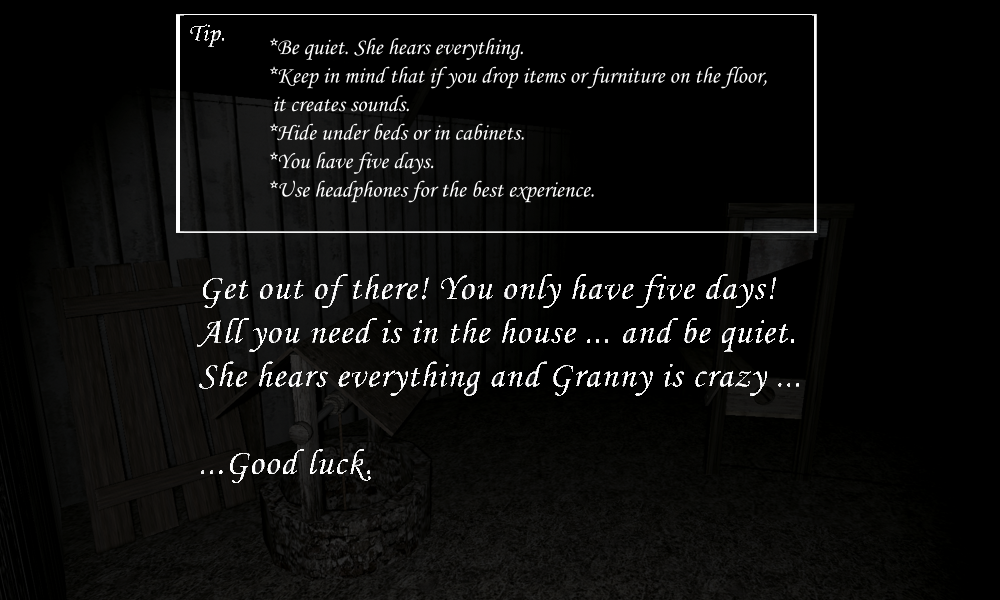 Tip.
*Be quiet. She hears everything.
*Keep in mind that if you drop items or furniture on the floor,
it creates sounds.
*Hide under beds or in cabinets.
*You have five days.
*Use headphones for the best experience.
Get out of there! You only have five days!
All you need is in the house ... and be quiet.
She hears everything and Granny is crazy ...
...Good luck.